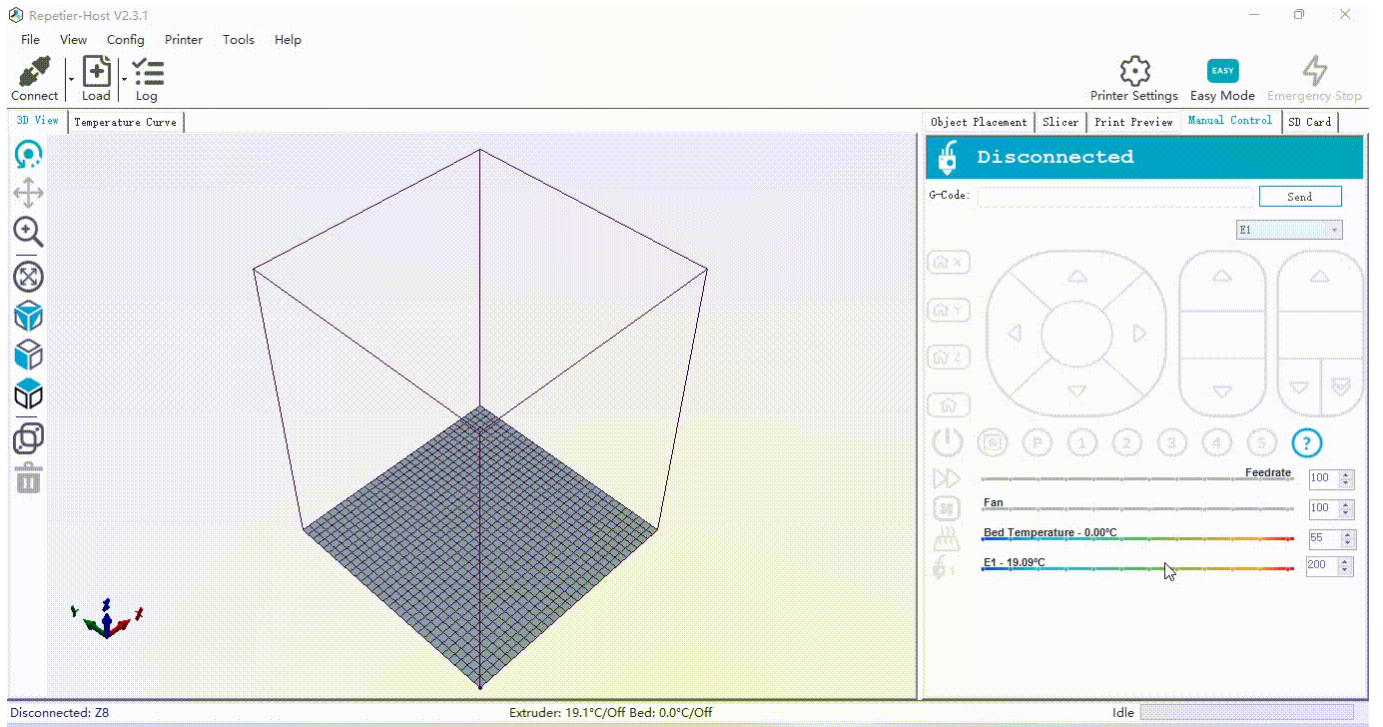 Repetier-Host V2.3.1
File View Config Printer Tools Help
Connect Load Log Printer Settings EASY Easy Mode Emergency Stop
3D View Temperature Curve Object Placement Slicer Print Preview Manual Control SD Card
Disconnected
G-Code: Send
E1
X
Y
Z
P 1 2 3 4 5 ?
Feedrate 100
Fan 100
Bed Temperature - 0.00°C 55
1 E1 - 19.09°C 200
Y Z X
Disconnected: Z8 Extruder: 19.1°C/Off Bed: 0.0°C/Off Idle